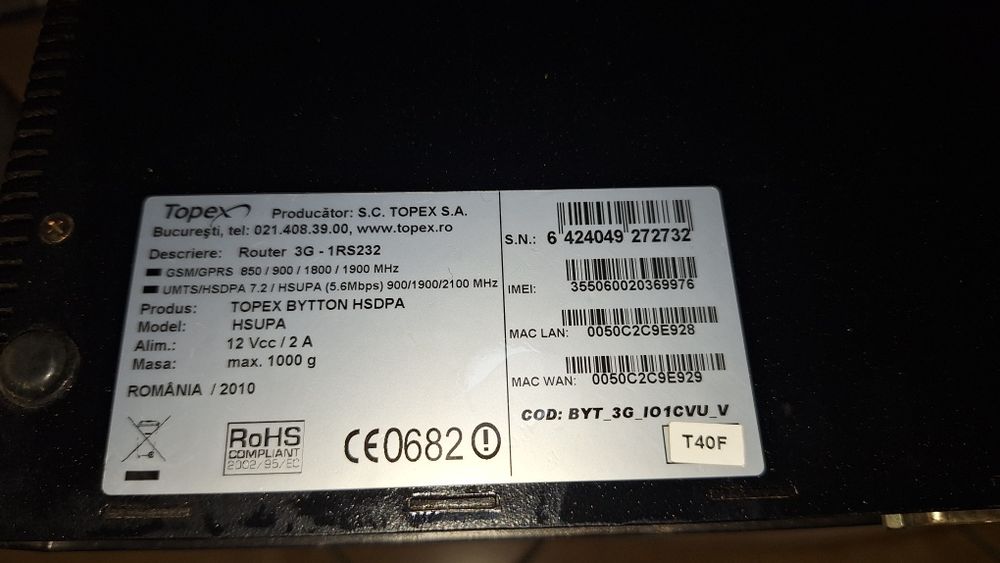 Topex
Producător: S.C. TOPEX S.A.
Bucureşti, tel: 021.408.39.00, www.topex.ro
Descriere: Router 3G - 1RS232
GSM/GPRS 850 / 900 / 1800 / 1900 MHz
UMTS/HSDPA 7.2 / HSUPA (5.6Mbps) 900/1900/2100 MHz
Produs: TOPEX BYTTON HSDPA
Model: HSUPA
Alim.: 12 Vcc / 2 A
Masa: max. 1000 g
ROMÂNIA / 2010
RoHS
COMPLIANT
2002/95/EC
CE0682
S.N.: 6 424049 272732
IMEI: 355060020369976
MAC LAN: 0050C2C9E928
MAC WAN: 0050C2C9E929
COD: BYT_3G_IO1CVU_V
T40F